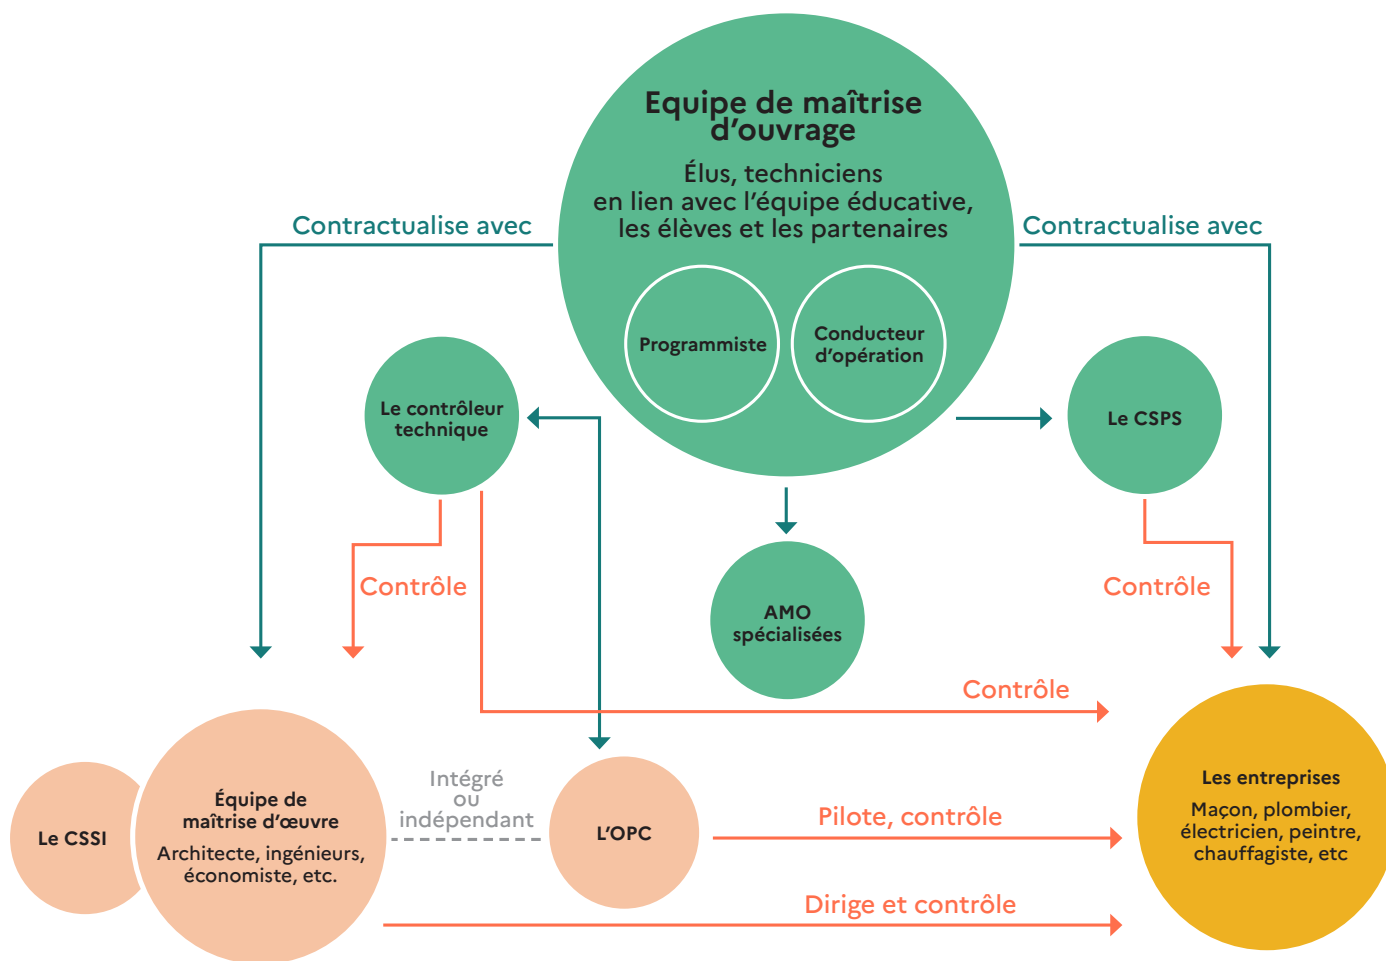 Equipe de maîtrise
d’ouvrage
Élus, techniciens
en lien avec l’équipe éducative,
les élèves et les partenaires
Contractualise avec
Contractualise avec
Programmiste
Conducteur
d’opération
Le contrôleur
technique
Le CSPS
Contrôle
AMO
spécialisées
Contrôle
Contrôle
Le CSSI
Équipe de
maîtrise d’œuvre
Architecte, ingénieurs,
économiste, etc.
Intégré
ou
indépendant
L’OPC
Pilote, contrôle
Dirige et contrôle
Les entreprises
Maçon, plombier,
électricien, peintre,
chauffagiste, etc